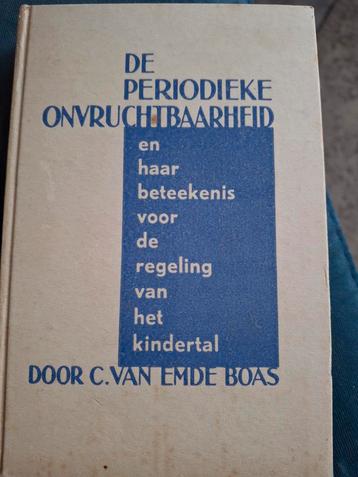 DE
PERIODIEKE
ONVRUCHTBAARHEID
en
haar
beteekenis
voor
de
regeling
van
het
kindertal
DOOR C. VAN EMDE BOAS